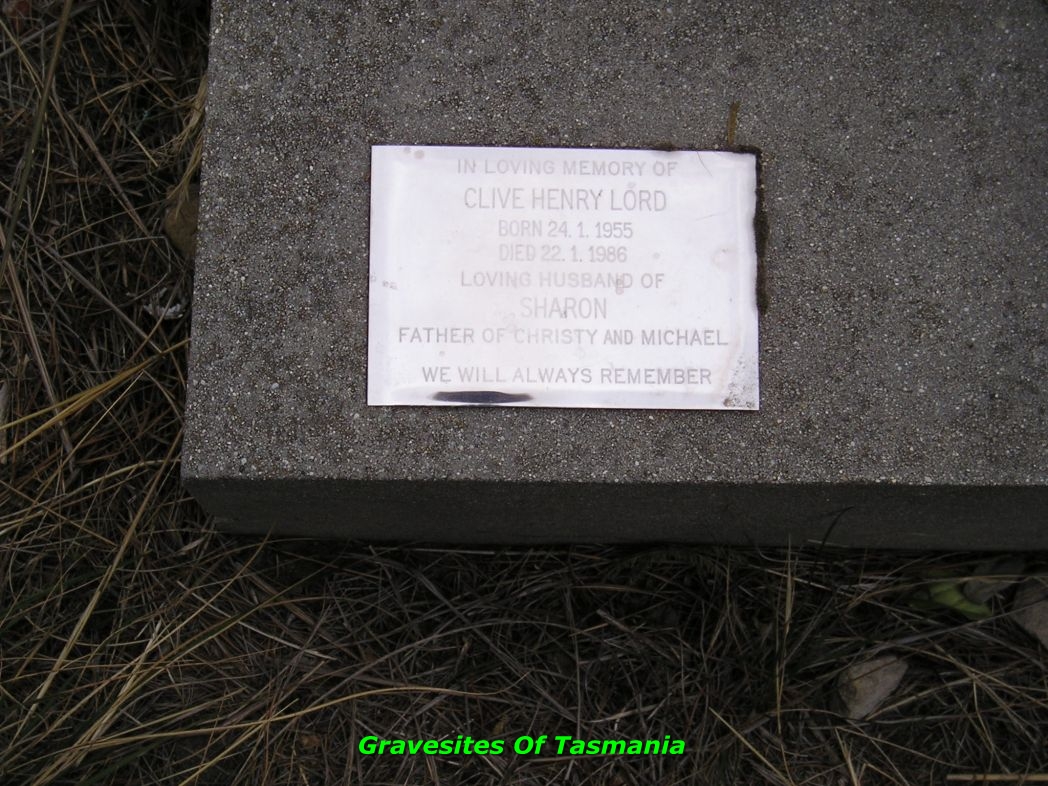 IN LOVING MEMORY OF
CLIVE HENRY LORD
BORN 24. 1. 1955
DIED 22. 1. 1986
LOVING HUSBAND OF
SHARON
FATHER OF CHRISTY AND MICHAEL
WE WILL ALWAYS REMEMBER
Gravesites Of Tasmania